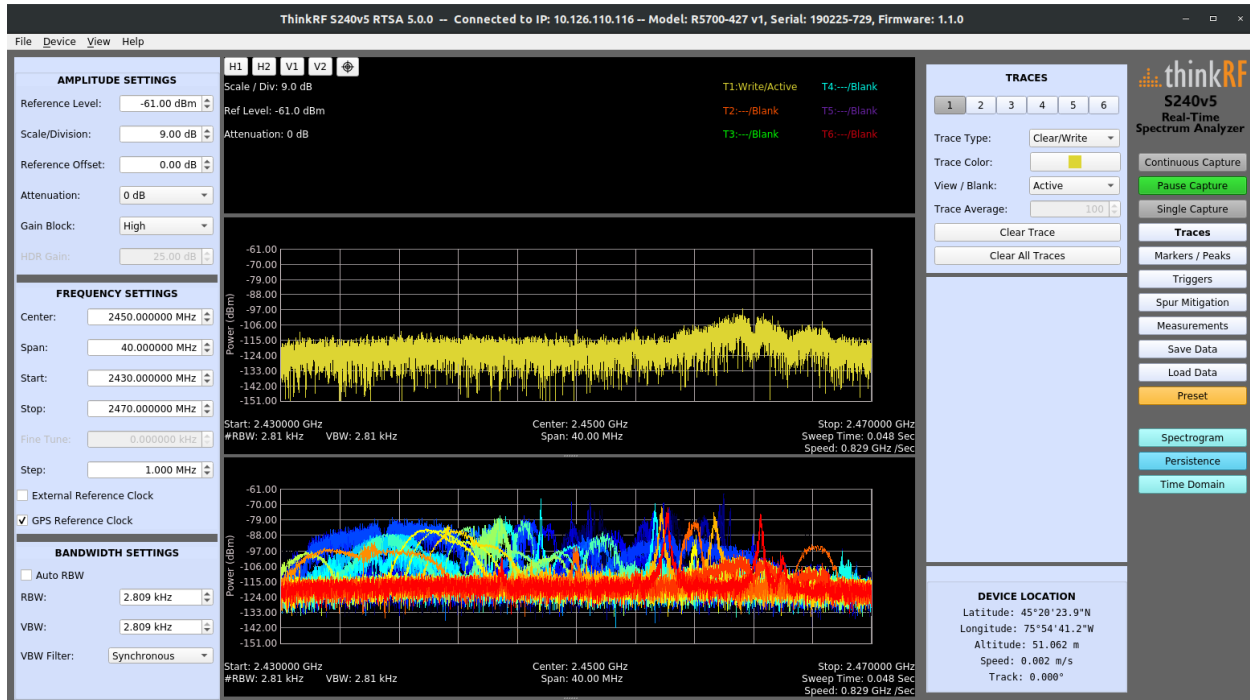 ThinkRF S240v5 RTSA 5.0.0 -- Connected to IP: 10.126.110.116 -- Model: R5700-427 v1, Serial: 190225-729, Firmware: 1.1.0
File Device View Help
AMPLITUDE SETTINGS
Reference Level: -61.00 dBm
Scale/Division: 9.00 dB
Reference Offset: 0.00 dB
Attenuation: 0 dB
Gain Block: High
HDR Gain: 25.00 dB
FREQUENCY SETTINGS
Center: 2450.000000 MHz
Span: 40.000000 MHz
Start: 2430.000000 MHz
Stop: 2470.000000 MHz
Fine Tune: 0.000000 kHz
Step: 1.000 MHz
External Reference Clock
GPS Reference Clock
BANDWIDTH SETTINGS
Auto RBW
RBW: 2.809 kHz
VBW: 2.809 kHz
VBW Filter: Synchronous
H1 H2 V1 V2
Scale / Div: 9.0 dB
Ref Level: -61.0 dBm
Attenuation: 0 dB
T1:Write/Active T4:---/Blank
T2:---/Blank T5:---/Blank
T3:---/Blank T6:---/Blank
Power (dBm)
-61.00
-70.00
-79.00
-88.00
-97.00
-106.00
-115.00
-124.00
-133.00
-142.00
-151.00
Start: 2.430000 GHz Center: 2.4500 GHz Stop: 2.470000 GHz
#RBW: 2.81 kHz VBW: 2.81 kHz Span: 40.00 MHz Sweep Time: 0.048 Sec
Speed: 0.829 GHz /Sec
Power (dBm)
-61.00
-70.00
-79.00
-88.00
-97.00
-106.00
-115.00
-124.00
-133.00
-142.00
-151.00
Start: 2.430000 GHz Center: 2.4500 GHz Stop: 2.470000 GHz
#RBW: 2.81 kHz VBW: 2.81 kHz Span: 40.00 MHz Sweep Time: 0.048 Sec
Speed: 0.829 GHz /Sec
TRACES
1 2 3 4 5 6
Trace Type: Clear/Write
Trace Color:
View / Blank: Active
Trace Average: 100
Clear Trace
Clear All Traces
DEVICE LOCATION
Latitude: 45°20'23.9"N
Longitude: 75°54'41.2"W
Altitude: 51.062 m
Speed: 0.002 m/s
Track: 0.000°
thinkRF
S240v5
Real-Time
Spectrum Analyzer
Continuous Capture
Pause Capture
Single Capture
Traces
Markers / Peaks
Triggers
Spur Mitigation
Measurements
Save Data
Load Data
Preset
Spectrogram
Persistence
Time Domain